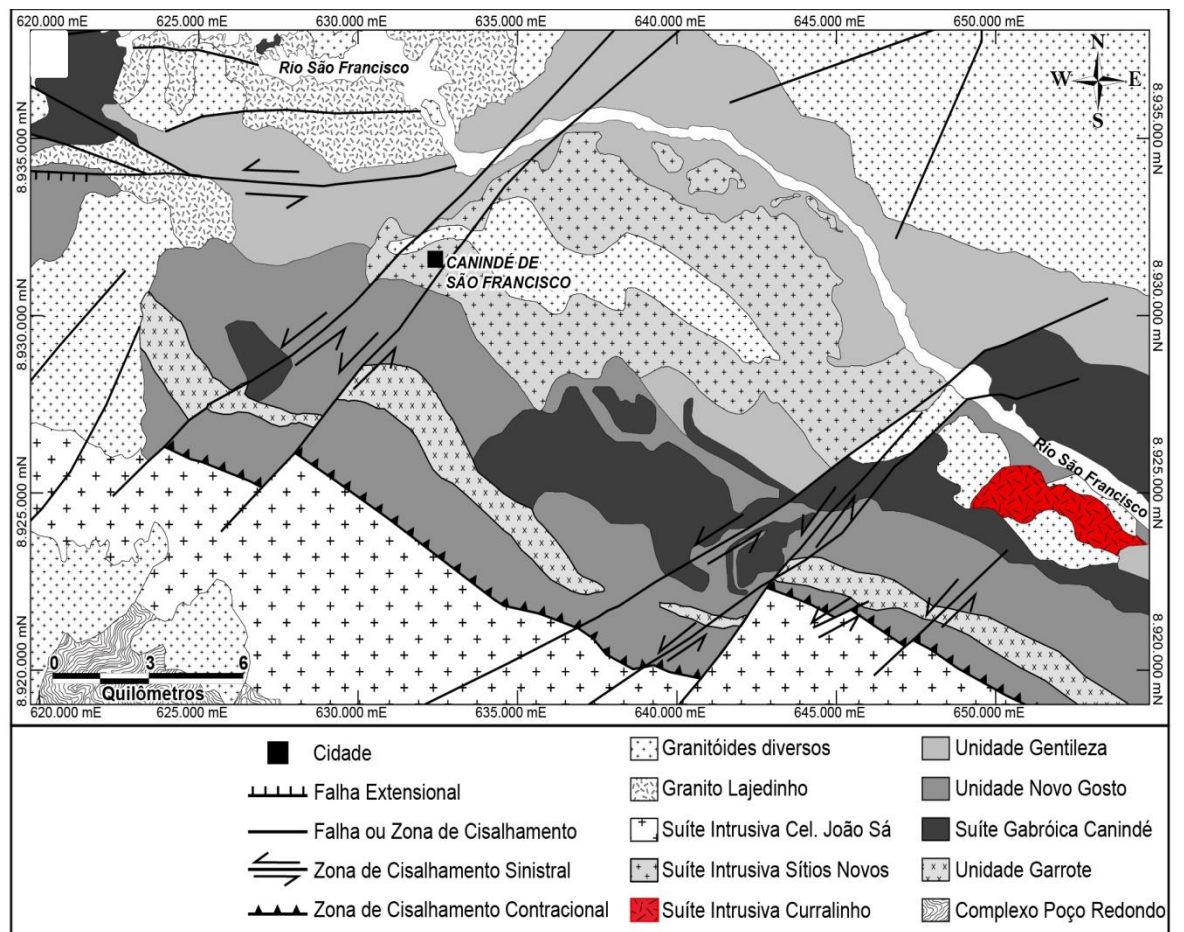 620.000 mE 625.000 mE 630.000 mE 635.000 mE 640.000 mE 645.000 mE 650.000 mE
N
W E
S
Rio São Francisco
8.935.000 mN
8.935.000 mN
CANINDÉ DE
SÃO FRANCISCO
8.930.000 mN
8.930.000 mN
Rio São Francisco
8.925.000 mN
8.925.000 mN
8.920.000 mN
8.920.000 mN
0 3 6
Quilômetros
620.000 mE 625.000 mE 630.000 mE 635.000 mE 640.000 mE 645.000 mE 650.000 mE
Cidade
Falha Extensional
Falha ou Zona de Cisalhamento
Zona de Cisalhamento Sinistral
Zona de Cisalhamento Contracional
Granitóides diversos
Granito Lajedinho
Suíte Intrusiva Cel. João Sá
Suíte Intrusiva Sítios Novos
Suíte Intrusiva Curralinho
Unidade Gentileza
Unidade Novo Gosto
Suíte Gabróica Canindé
Unidade Garrote
Complexo Poço Redondo